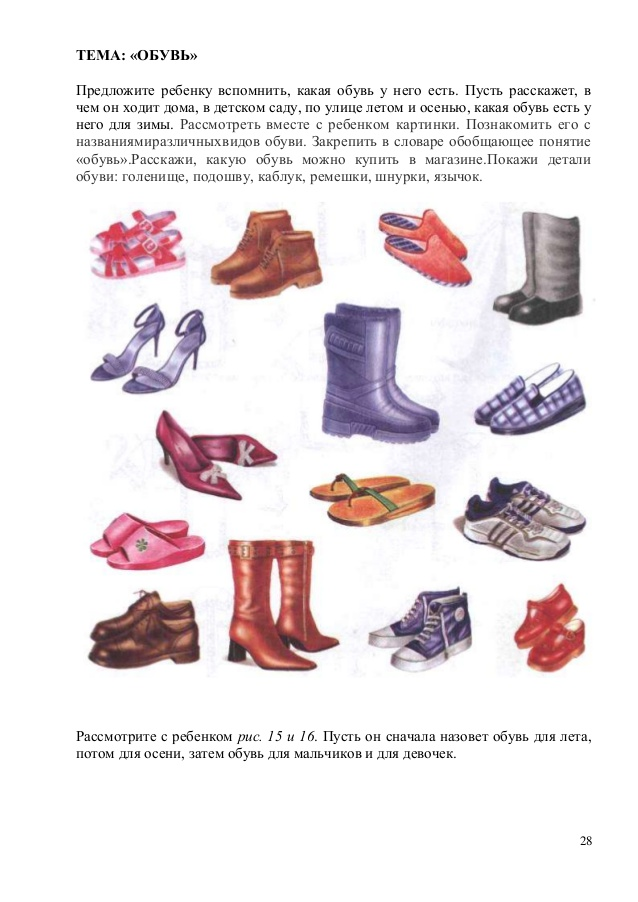 ТЕМА: «ОБУВЬ»
Предложите ребенку вспомнить, какая обувь у него есть. Пусть расскажет, в
чем он ходит дома, в детском саду, по улице летом и осенью, какая обувь есть у
него для зимы. Рассмотреть вместе с ребенком картинки. Познакомить его с
названиямиразличныхвидов обуви. Закрепить в словаре обобщающее понятие
«обувь».Расскажи, какую обувь можно купить в магазине.Покажи детали
обуви: голенище, подошву, каблук, ремешки, шнурки, язычок.
Рассмотрите с ребенком рис. 15 и 16. Пусть он сначала назовет обувь для лета,
потом для осени, затем обувь для мальчиков и для девочек.
28